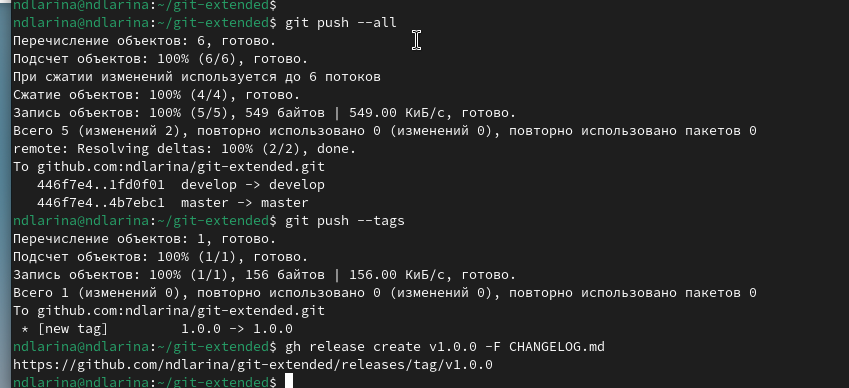 ndlarina@ndlarina:~/git-extended$
ndlarina@ndlarina:~/git-extended$ git push --all
Перечисление объектов: 6, готово.
Подсчет объектов: 100% (6/6), готово.
При сжатии изменений используется до 6 потоков
Сжатие объектов: 100% (4/4), готово.
Запись объектов: 100% (5/5), 549 байтов | 549.00 КиБ/с, готово.
Всего 5 (изменений 2), повторно использовано 0 (изменений 0), повторно использовано пакетов 0
remote: Resolving deltas: 100% (2/2), done.
To github.com:ndlarina/git-extended.git
   446f7e4..1fd0f01  develop -> develop
   446f7e4..4b7ebc1  master -> master
ndlarina@ndlarina:~/git-extended$ git push --tags
Перечисление объектов: 1, готово.
Подсчет объектов: 100% (1/1), готово.
Запись объектов: 100% (1/1), 156 байтов | 156.00 КиБ/с, готово.
Всего 1 (изменений 0), повторно использовано 0 (изменений 0), повторно использовано пакетов 0
To github.com:ndlarina/git-extended.git
 * [new tag]         1.0.0 -> 1.0.0
ndlarina@ndlarina:~/git-extended$ gh release create v1.0.0 -F CHANGELOG.md
https://github.com/ndlarina/git-extended/releases/tag/v1.0.0
ndlarina@ndlarina:~/git-extended$